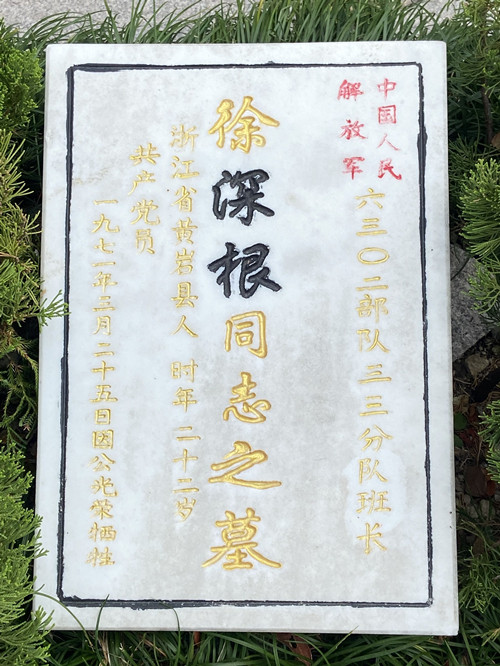 中国人民
解放军
六三〇二部队三三分队班长
徐深根同志之墓
浙江省黄岩县人 时年二十二岁
共产党员
一九七一年三月二十五日因公光荣牺牲